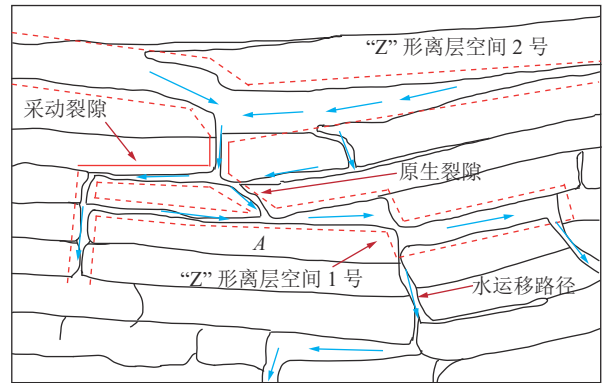 “Z” 形离层空间 2 号
采动裂隙
原生裂隙
A
“Z” 形离层空间 1 号
水运移路径